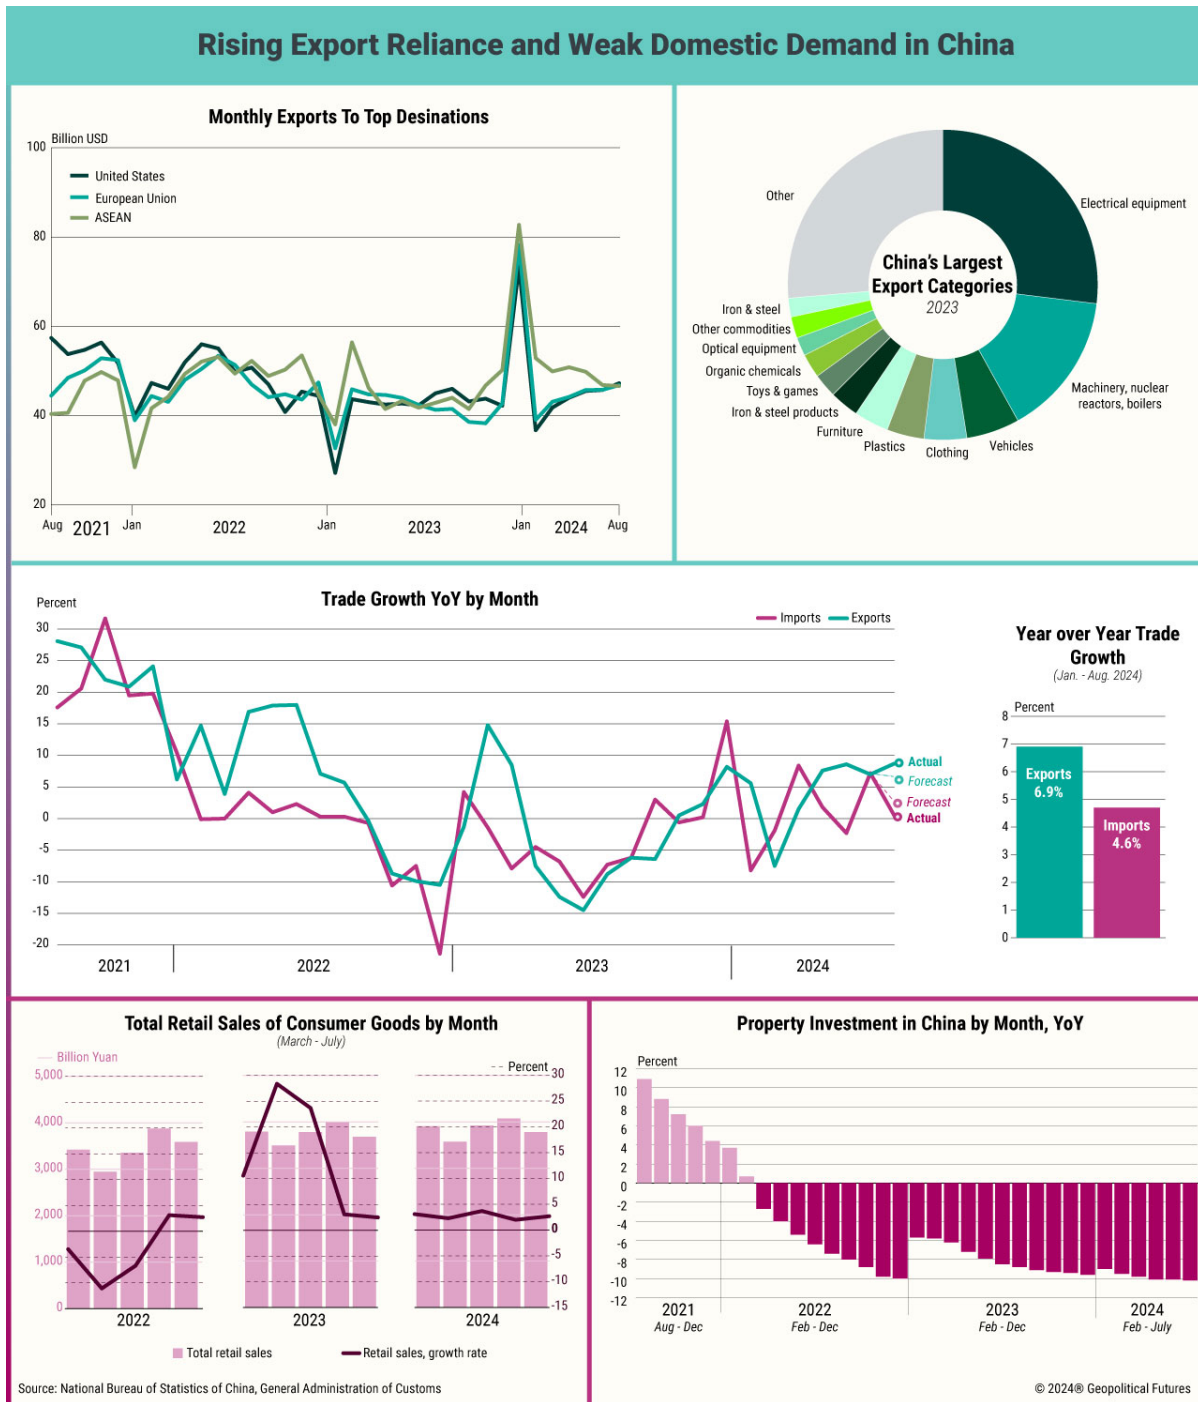 Rising Export Reliance and Weak Domestic Demand in China
Monthly Exports To Top Desinations
Billion USD
100
80
60
40
20
United States
European Union
ASEAN
Aug
2021
Jan
2022
Jan
2023
Jan
2024
Aug
China's Largest
Export Categories
2023
Electrical equipment
Machinery, nuclear
reactors, boilers
Vehicles
Clothing
Plastics
Furniture
Iron & steel products
Toys & games
Organic chemicals
Optical equipment
Other commodities
Iron & steel
Other
Trade Growth YoY by Month
Percent
Imports
Exports
30
25
20
15
10
5
0
-5
-10
-15
-20
2021
2022
2023
2024
Actual
Forecast
Forecast
Actual
Year over Year Trade
Growth
(Jan. - Aug. 2024)
Percent
8
7
6
5
4
3
2
1
0
Exports
6.9%
Imports
4.6%
Total Retail Sales of Consumer Goods by Month
(March - July)
Billion Yuan
5,000
4,000
3,000
2,000
1,000
0
Percent
30
25
20
15
10
5
0
-5
-10
-15
2022
2023
2024
Total retail sales
Retail sales, growth rate
Property Investment in China by Month, YoY
Percent
12
10
8
6
4
2
0
-2
-4
-6
-8
-10
-12
2021
Aug - Dec
2022
Feb - Dec
2023
Feb - Dec
2024
Feb - July
Source: National Bureau of Statistics of China, General Administration of Customs
© 2024® Geopolitical Futures